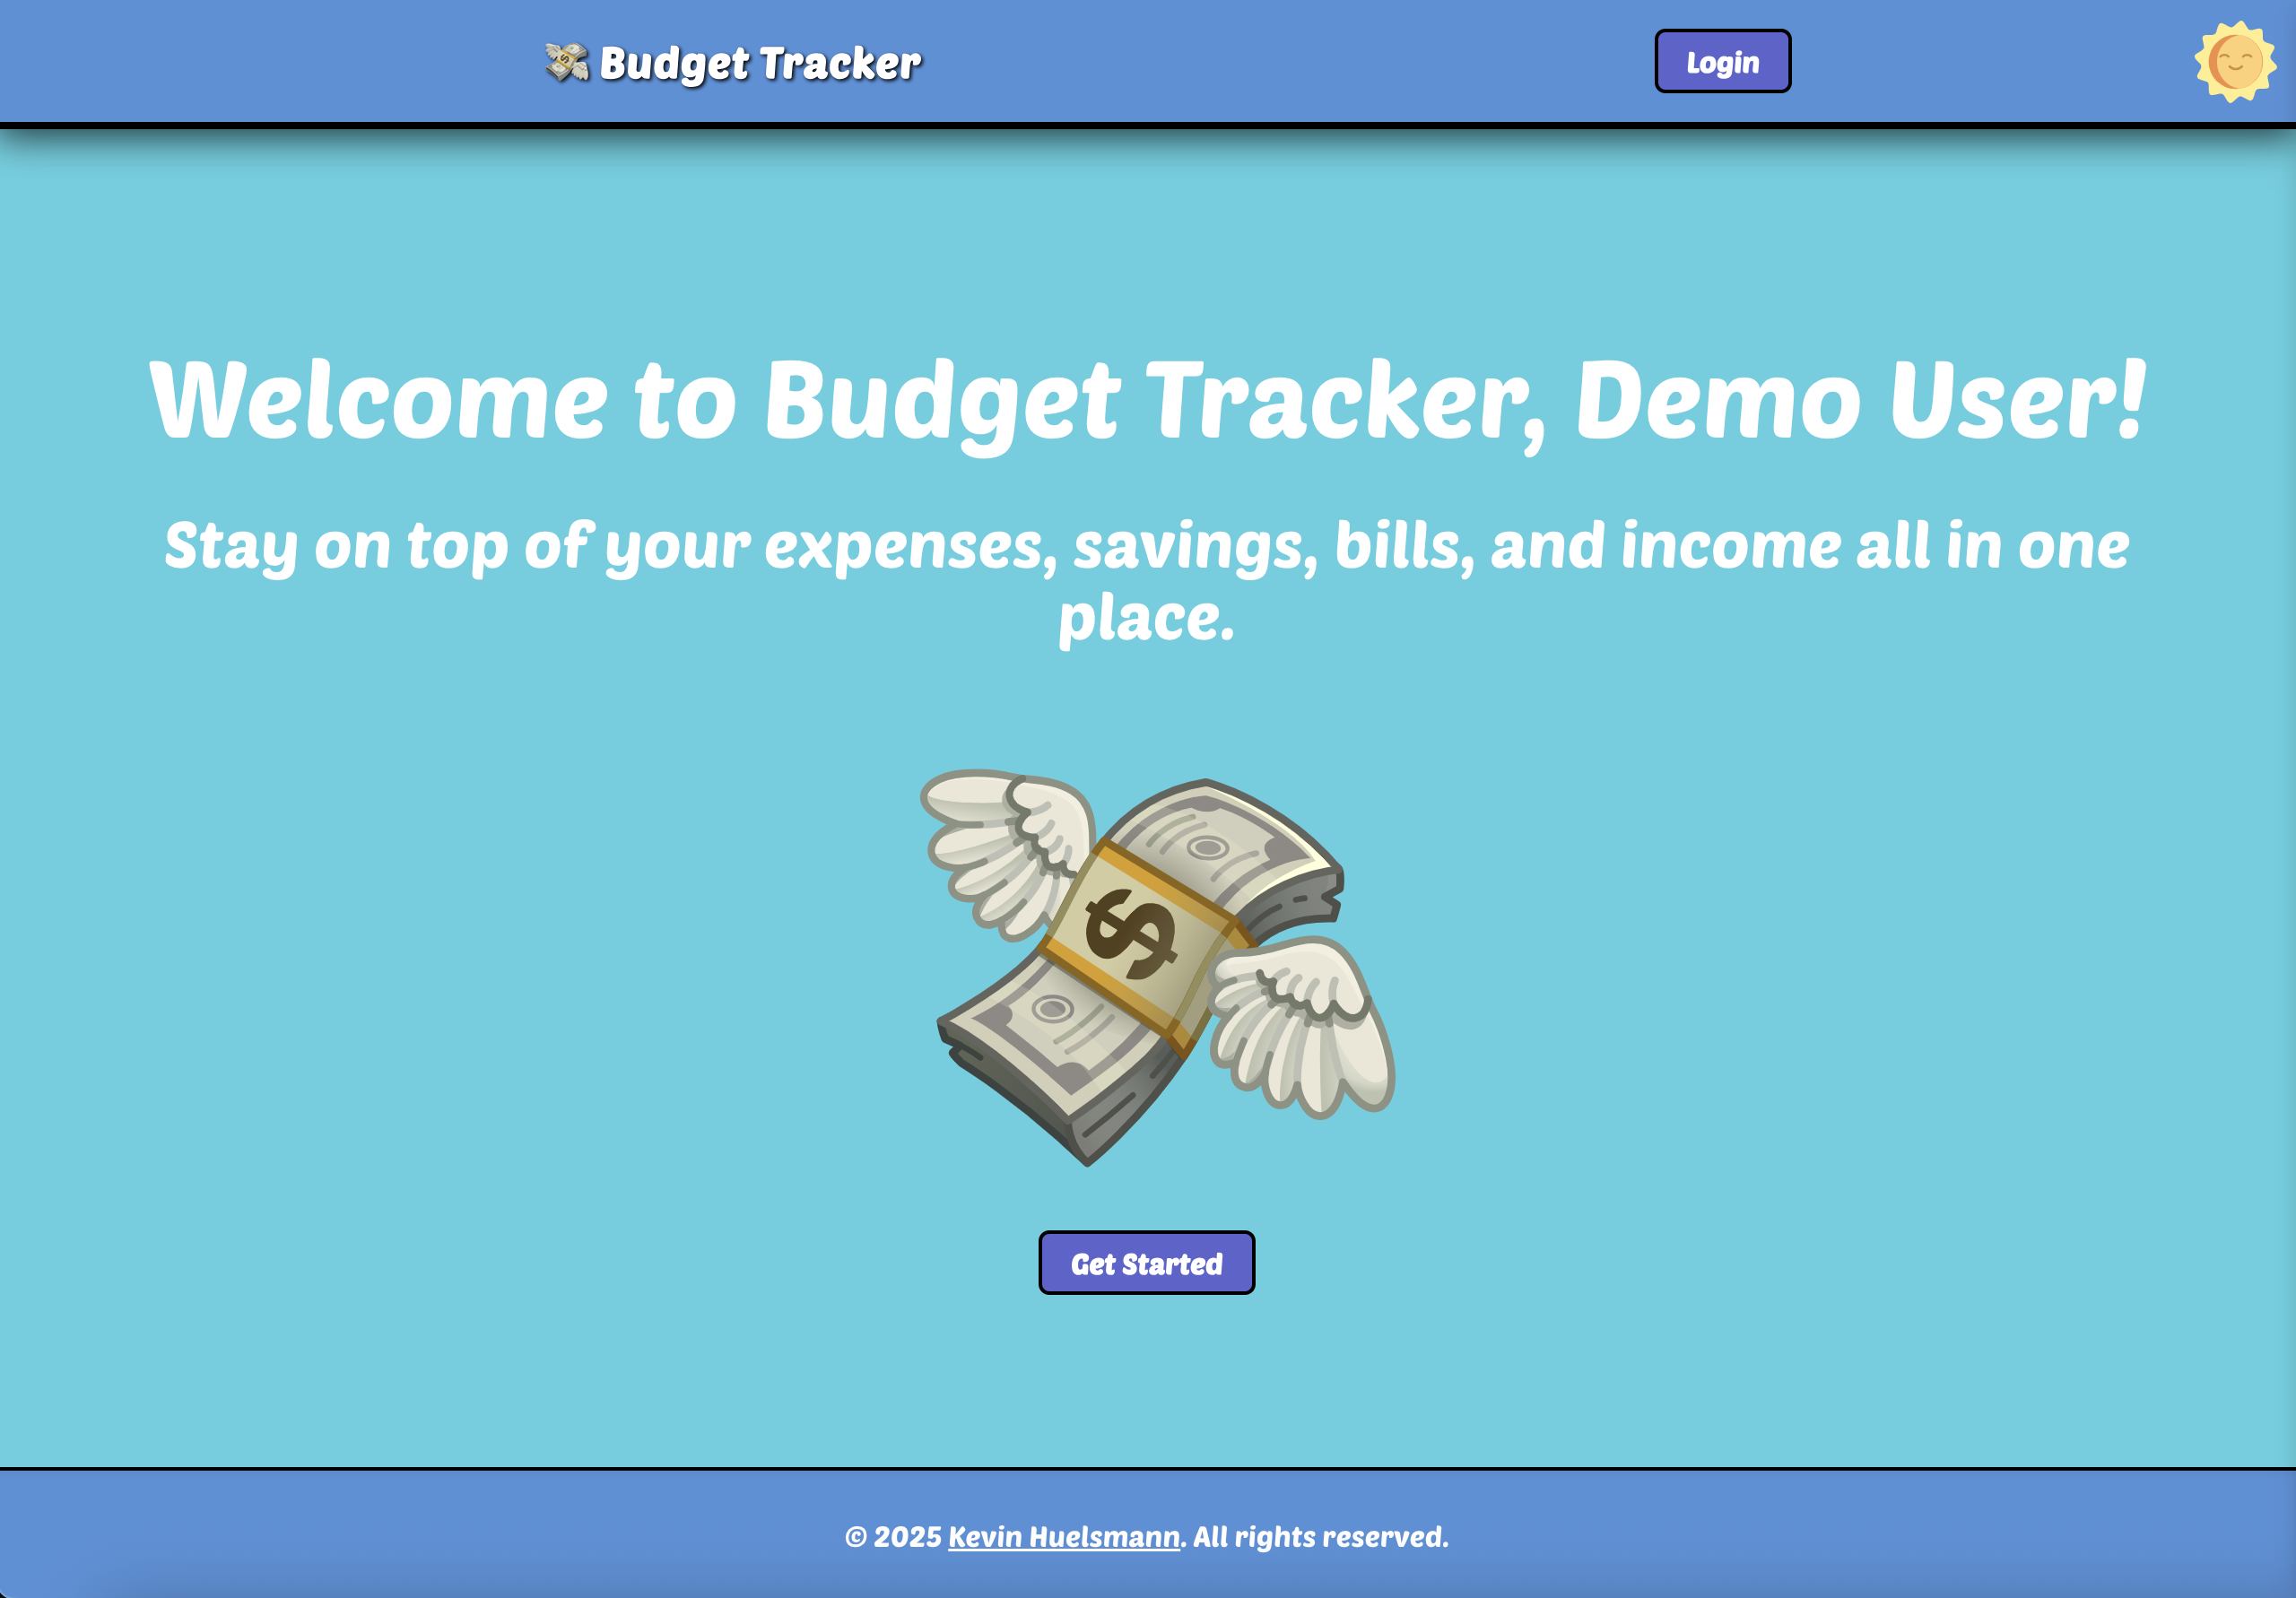 💸 Budget Tracker
Login
Welcome to Budget Tracker, Demo User!
Stay on top of your expenses, savings, bills, and income all in one
place.
$
Get Started
© 2025 Kevin Huelsmann. All rights reserved.